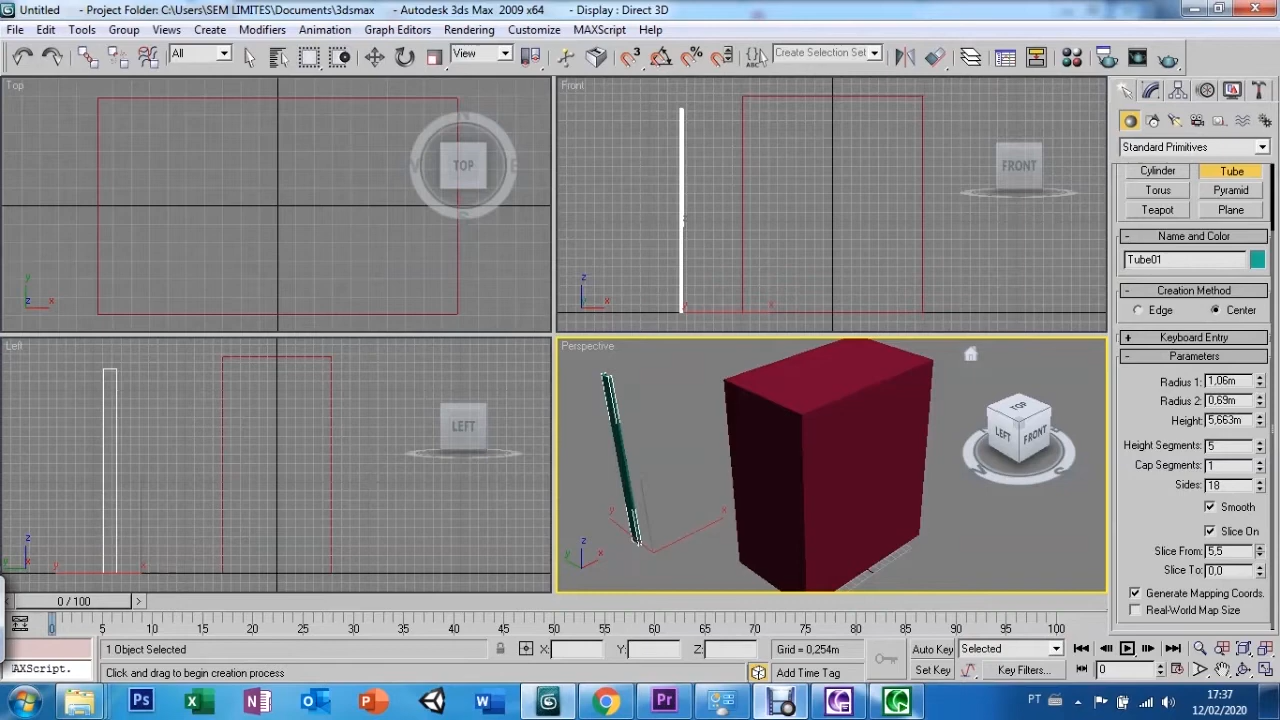 Untitled - Project Folder: C:\Users\SEM LIMITES\Documents\3dsmax - Autodesk 3ds Max 2009 x64 - Display : Direct 3D
File Edit Tools Group Views Create Modifiers Animation Graph Editors Rendering Customize MAXScript Help
All View Create Selection Set
Top
TOP
y
z x
Front
FRONT
z
x
Left
LEFT
z
y
Perspective
TOP
LEFT FRONT
y x
z
y x
Standard Primitives
Cylinder Tube
Torus Pyramid
Teapot Plane
- Name and Color
Tube01
- Creation Method
Edge Center
+ Keyboard Entry
- Parameters
Radius 1: 1,06m
Radius 2: 0,69m
Height: 5,663m
Height Segments: 5
Cap Segments: 1
Sides: 18
Smooth
Slice On
Slice From: 5,5
Slice To: 0,0
Generate Mapping Coords.
Real-World Map Size
0 / 100
0 5 10 15 20 25 30 35 40 45 50 55 60 65 70 75 80 85 90 95 100
1 Object Selected X: Y: Z: Grid = 0,254m Auto Key Selected
AXScript. Click and drag to begin creation process Add Time Tag Set Key Key Filters... 0
PT 17:37
12/02/2020